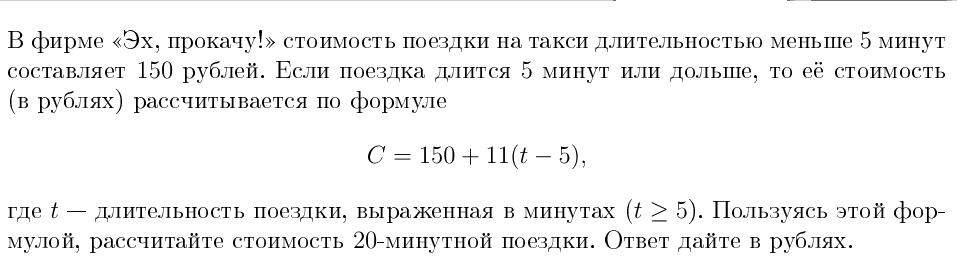 В фирме «Эх, прокачу!» стоимость поездки на такси длительностью меньше 5 минут
составляет 150 рублей. Если поездка длится 5 минут или дольше, то её стоимость
(в рублях) рассчитывается по формуле
C = 150 + 11(t − 5),
где t — длительность поездки, выраженная в минутах (t ≥ 5). Пользуясь этой фор-
мулой, рассчитайте стоимость 20-минутной поездки. Ответ дайте в рублях.